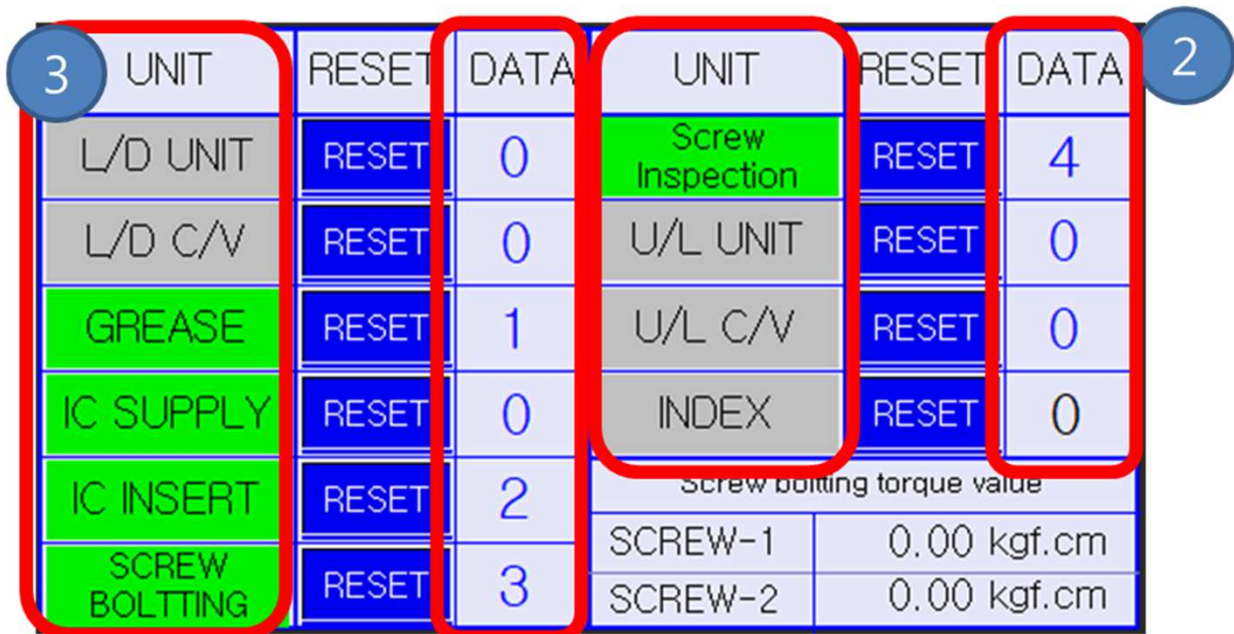 3
2
UNIT RESET DATA UNIT RESET DATA
L/D UNIT RESET 0 Screw
Inspection RESET 4
L/D C/V RESET 0 U/L UNIT RESET 0
GREASE RESET 1 U/L C/V RESET 0
IC SUPPLY RESET 0 INDEX RESET 0
IC INSERT RESET 2 Screw boltting torque value
SCREW
BOLTTING RESET 3 SCREW-1 0.00 kgf.cm
SCREW-2 0.00 kgf.cm